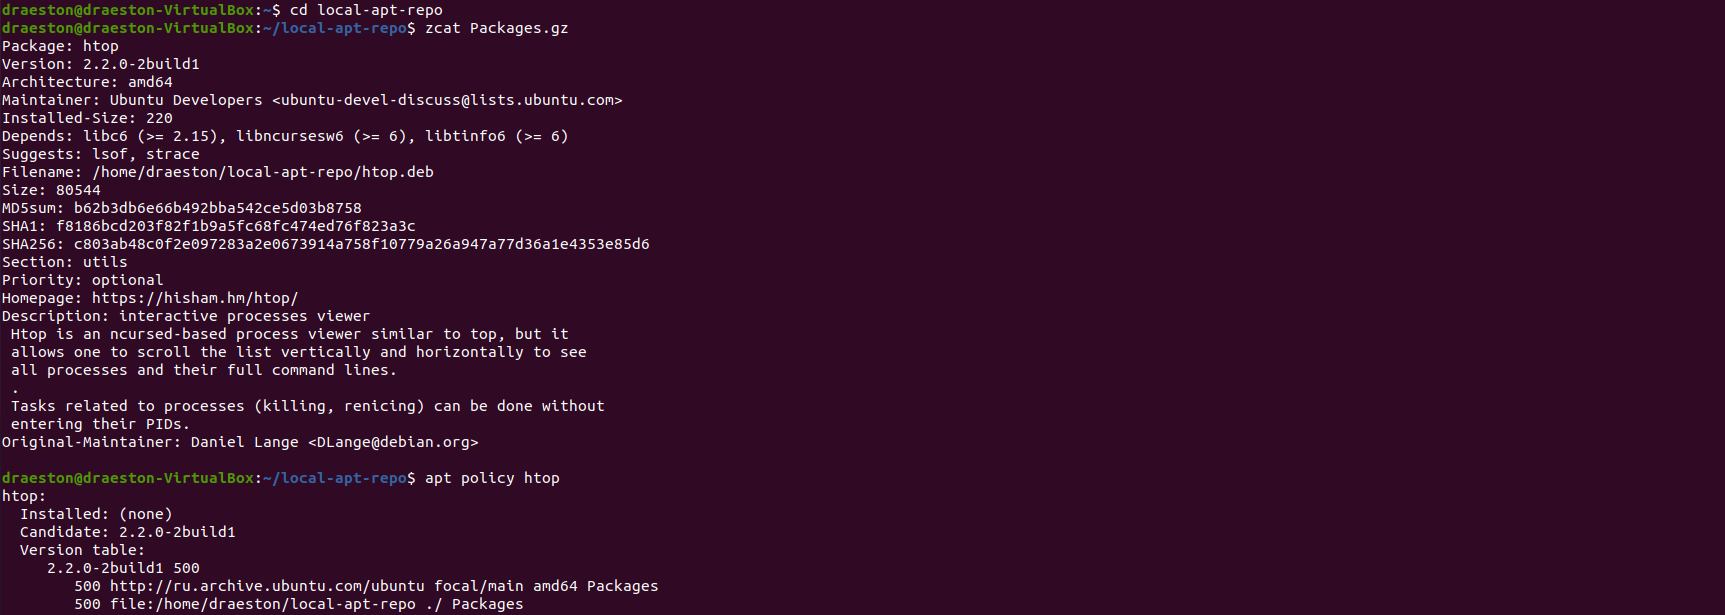 draeston@draeston-VirtualBox:~$ cd local-apt-repo
draeston@draeston-VirtualBox:~/local-apt-repo$ zcat Packages.gz
Package: htop
Version: 2.2.0-2build1
Architecture: amd64
Maintainer: Ubuntu Developers <ubuntu-devel-discuss@lists.ubuntu.com>
Installed-Size: 220
Depends: libc6 (>= 2.15), libncursesw6 (>= 6), libtinfo6 (>= 6)
Suggests: lsof, strace
Filename: /home/draeston/local-apt-repo/htop.deb
Size: 80544
MD5sum: b62b3db6e66b492bba542ce5d03b8758
SHA1: f8186bcd203f82f1b9a5fc68fc474ed76f823a3c
SHA256: c803ab48c0f2e097283a2e0673914a758f10779a26a947a77d36a1e4353e85d6
Section: utils
Priority: optional
Homepage: https://hisham.hm/htop/
Description: interactive processes viewer
 Htop is an ncursed-based process viewer similar to top, but it
 allows one to scroll the list vertically and horizontally to see
 all processes and their full command lines.
 .
 Tasks related to processes (killing, renicing) can be done without
 entering their PIDs.
Original-Maintainer: Daniel Lange <DLange@debian.org>

draeston@draeston-VirtualBox:~/local-apt-repo$ apt policy htop
htop:
  Installed: (none)
  Candidate: 2.2.0-2build1
  Version table:
     2.2.0-2build1 500
        500 http://ru.archive.ubuntu.com/ubuntu focal/main amd64 Packages
        500 file:/home/draeston/local-apt-repo ./ Packages